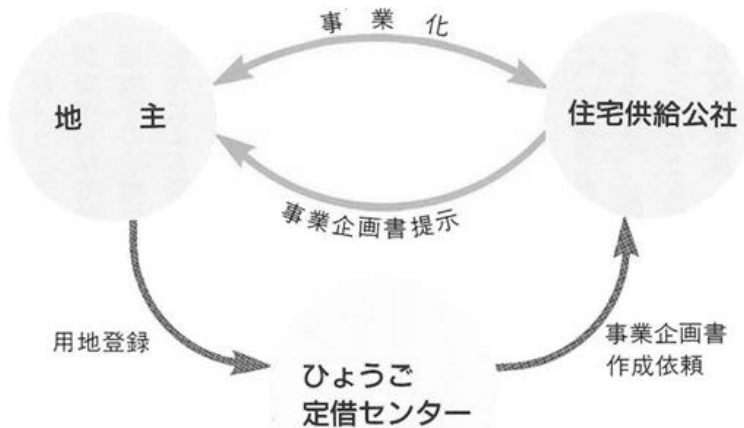 事業化
地主
住宅供給公社
事業企画書提示
用地登録
事業企画書
作成依頼
ひょうご
定借センター